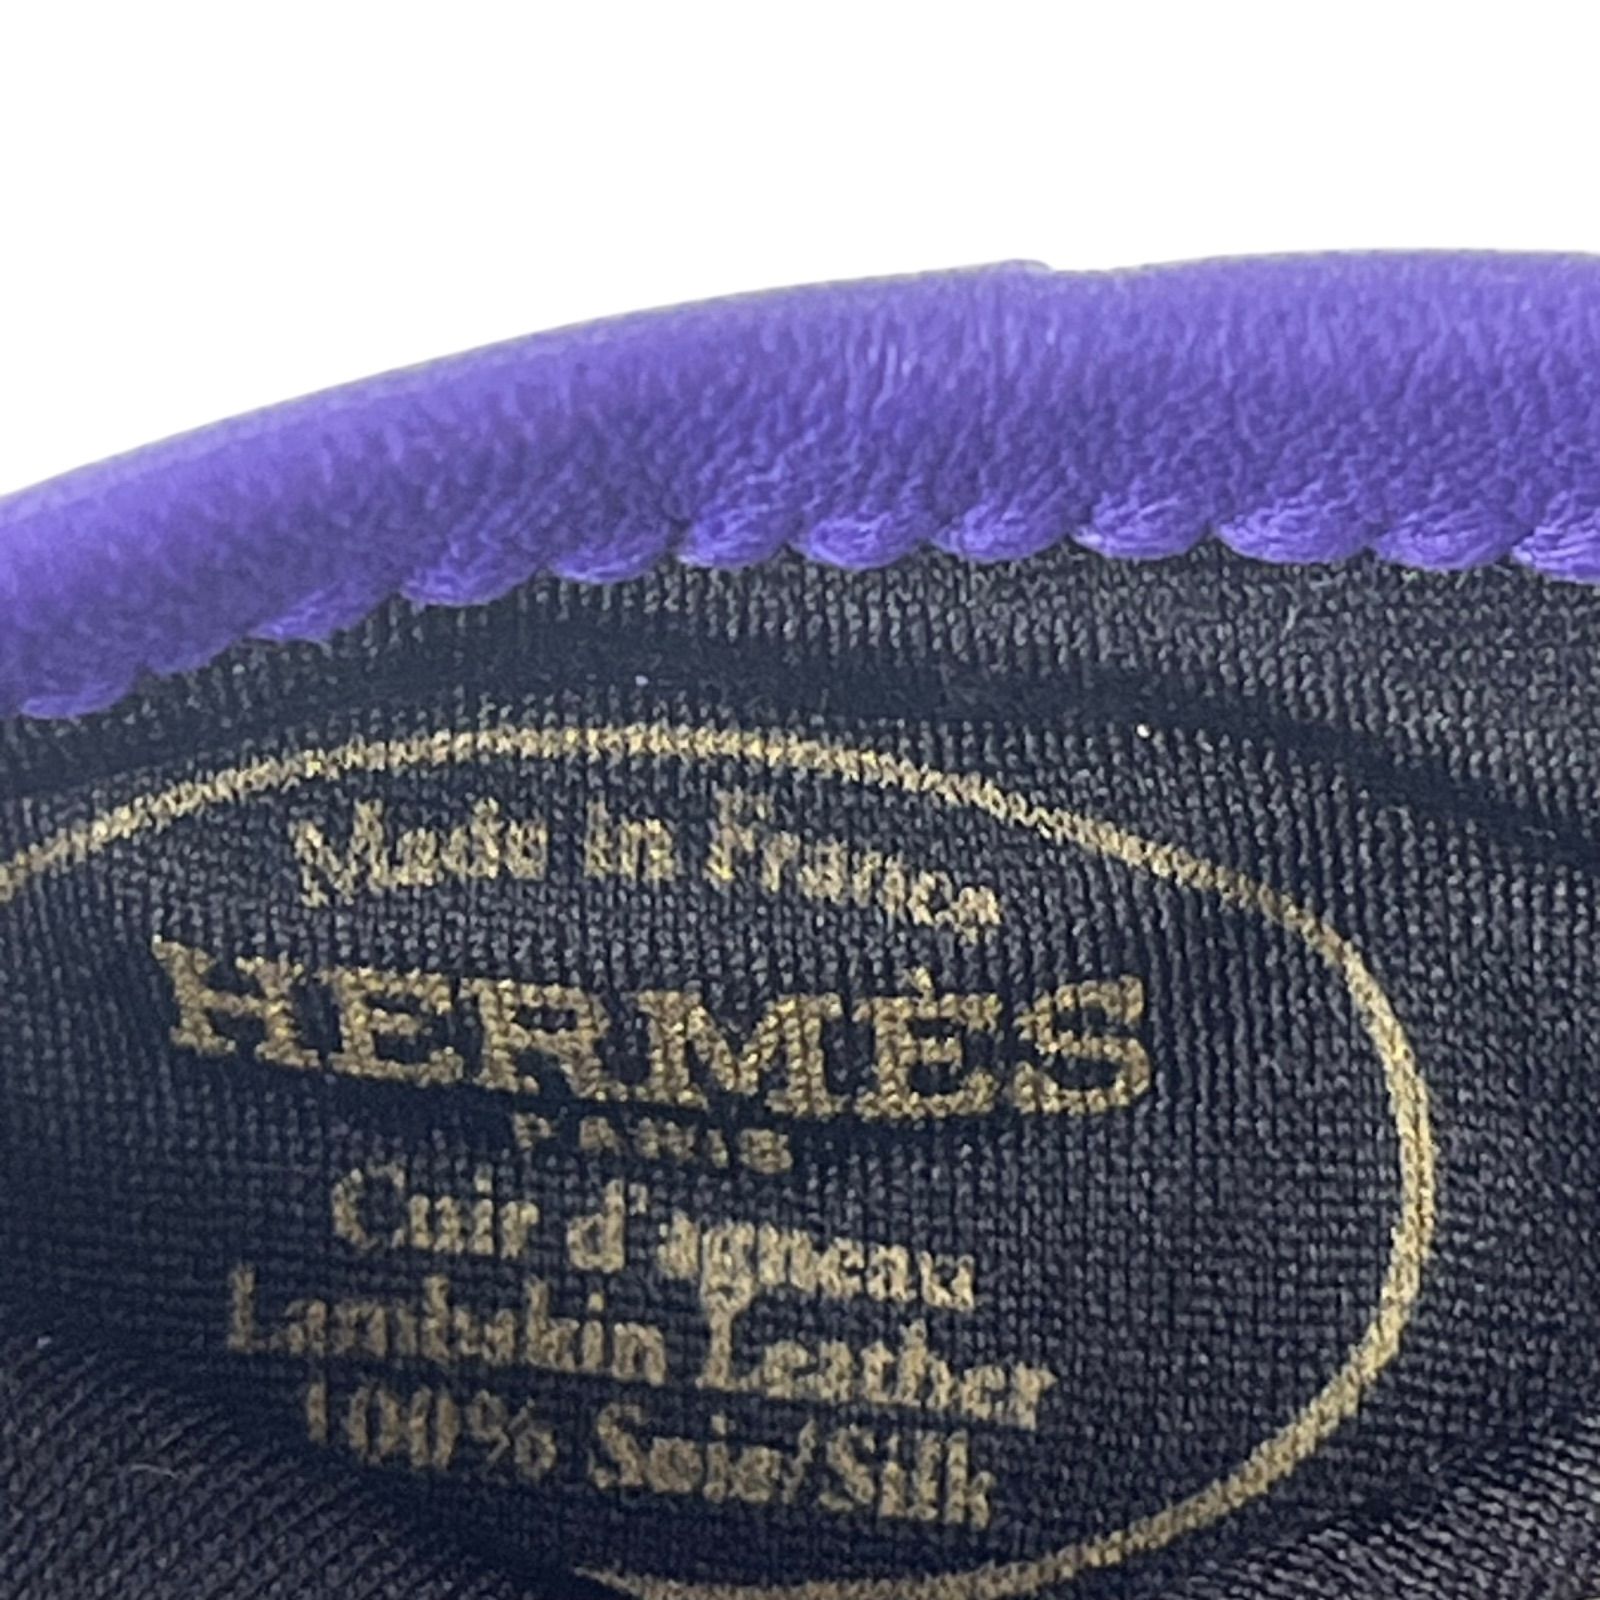 Made in France
HERMÈS
PARIS
Cuir d'agneau
Lambskin Leather
100% Soie/Silk